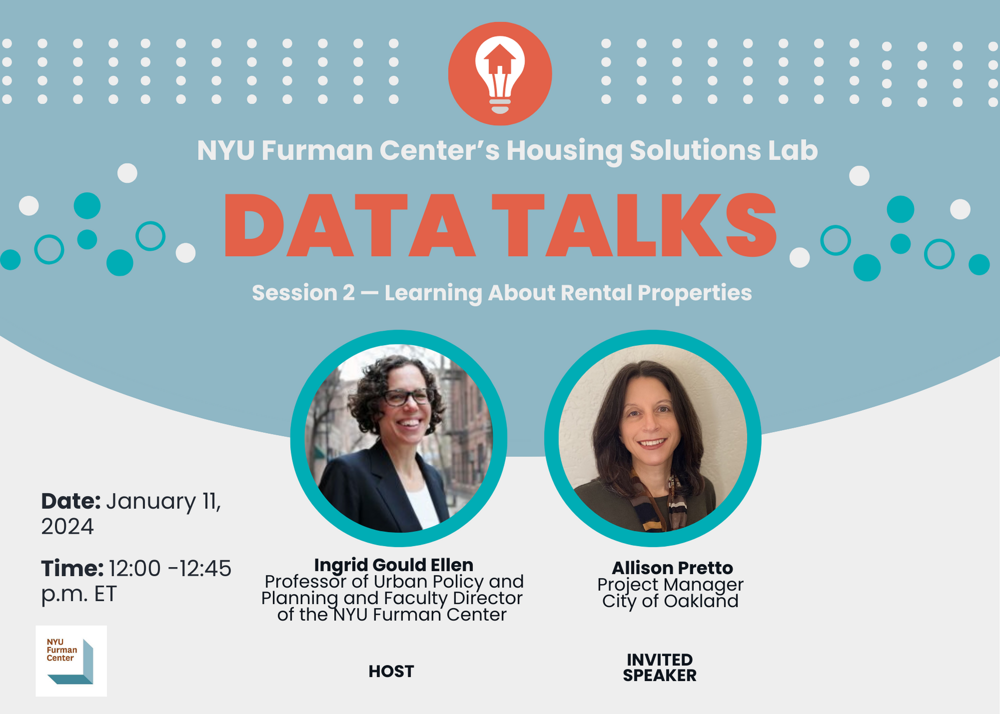 NYU Furman Center’s Housing Solutions Lab
DATA TALKS
Session 2 — Learning About Rental Properties
Date: January 11,
2024
Time: 12:00 -12:45
p.m. ET
Ingrid Gould Ellen
Professor of Urban Policy and
Planning and Faculty Director
of the NYU Furman Center
HOST
Allison Pretto
Project Manager
City of Oakland
INVITED
SPEAKER
NYU
Furman
Center